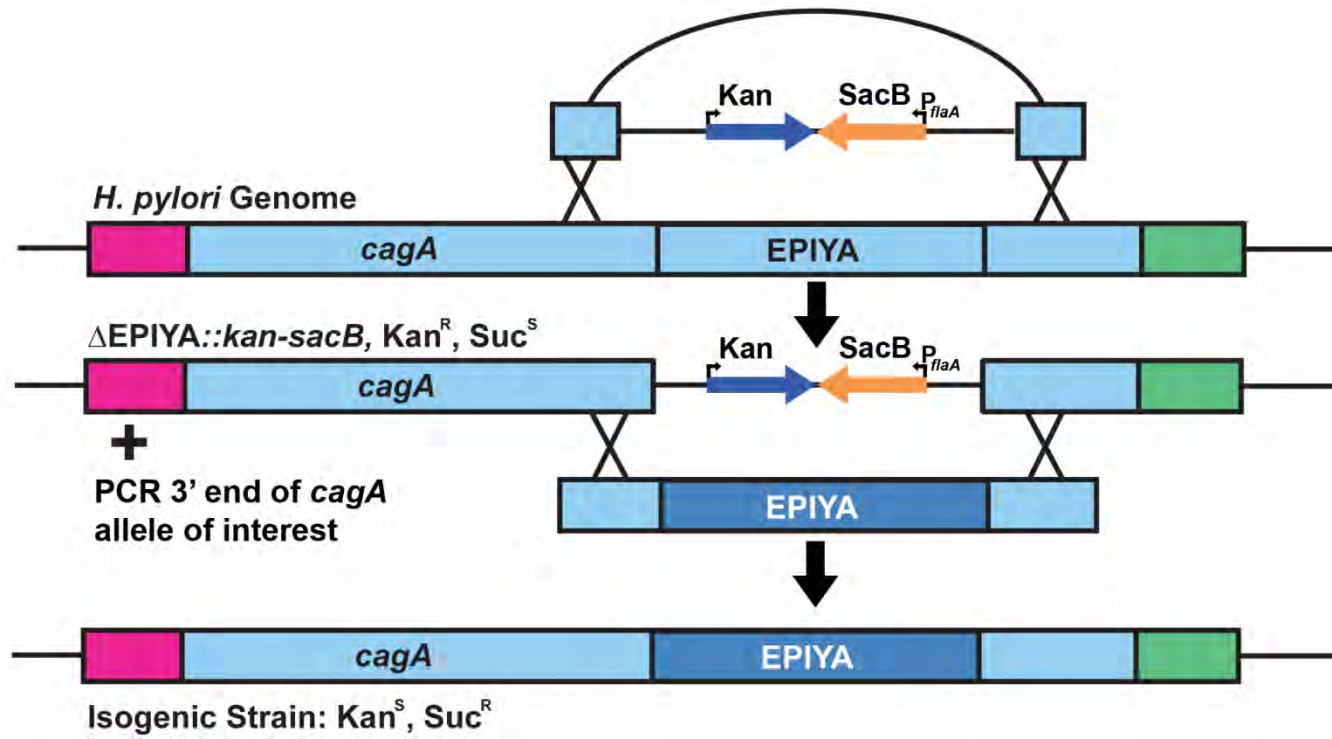 Kan SacB PflaA
H. pylori Genome
cagA EPIYA
ΔEPIYA::kan-sacB, KanR, SucS
Kan SacB PflaA
cagA
+
PCR 3’ end of cagA
allele of interest
EPIYA
cagA EPIYA
Isogenic Strain: KanS, SucR